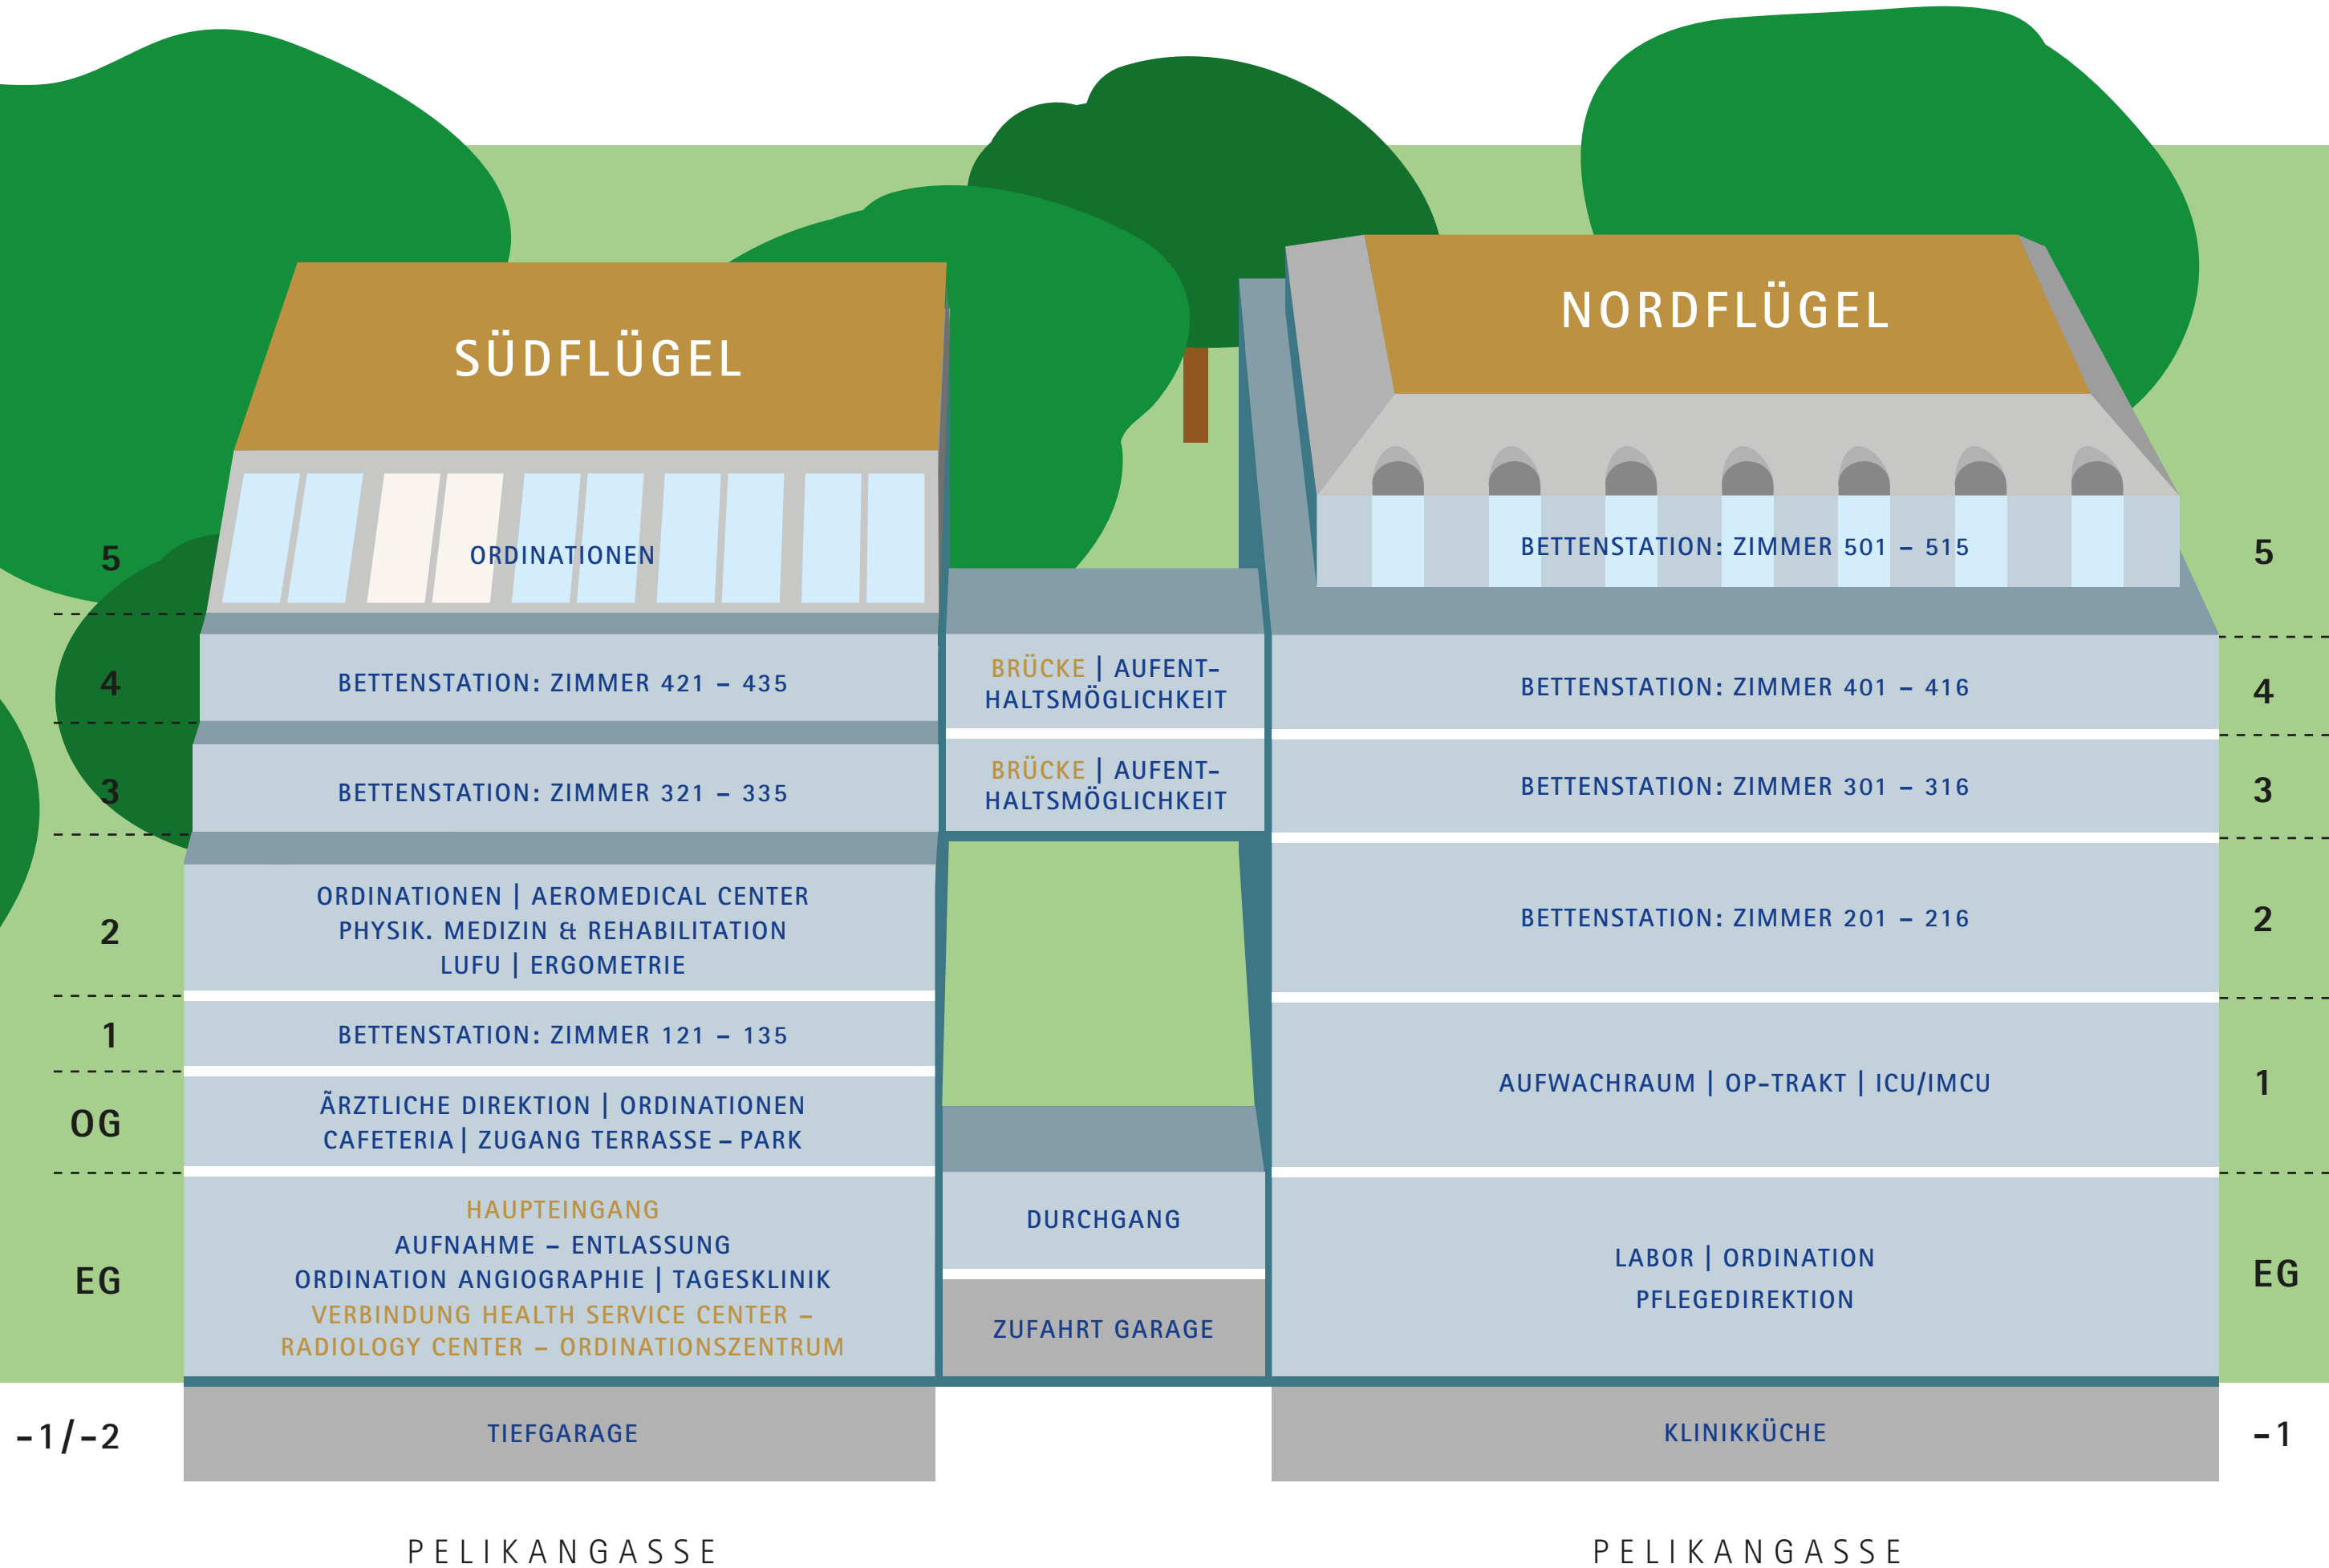 SÜDFLÜGEL
5
ORDINATIONEN
4
BETTENSTATION: ZIMMER 421 – 435
3
BETTENSTATION: ZIMMER 321 – 335
2
ORDINATIONEN | AEROMEDICAL CENTER
PHYSIK. MEDIZIN & REHABILITATION
LUFU | ERGOMETRIE
1
BETTENSTATION: ZIMMER 121 – 135
OG
ÃRZTLICHE DIREKTION | ORDINATIONEN
CAFETERIA | ZUGANG TERRASSE – PARK
EG
HAUPTEINGANG
AUFNAHME – ENTLASSUNG
ORDINATION ANGIOGRAPHIE | TAGESKLINIK
VERBINDUNG HEALTH SERVICE CENTER –
RADIOLOGY CENTER – ORDINATIONSZENTRUM
-1/-2
TIEFGARAGE
PELIKANGASSE
BRÜCKE | AUFENT-
HALTSMÖGLICHKEIT
BRÜCKE | AUFENT-
HALTSMÖGLICHKEIT
DURCHGANG
ZUFAHRT GARAGE
NORDFLÜGEL
BETTENSTATION: ZIMMER 501 – 515
5
BETTENSTATION: ZIMMER 401 – 416
4
BETTENSTATION: ZIMMER 301 – 316
3
BETTENSTATION: ZIMMER 201 – 216
2
AUFWACHRAUM | OP-TRAKT | ICU/IMCU
1
LABOR | ORDINATION
PFLEGEDIREKTION
EG
KLINIKKÜCHE
-1
PELIKANGASSE